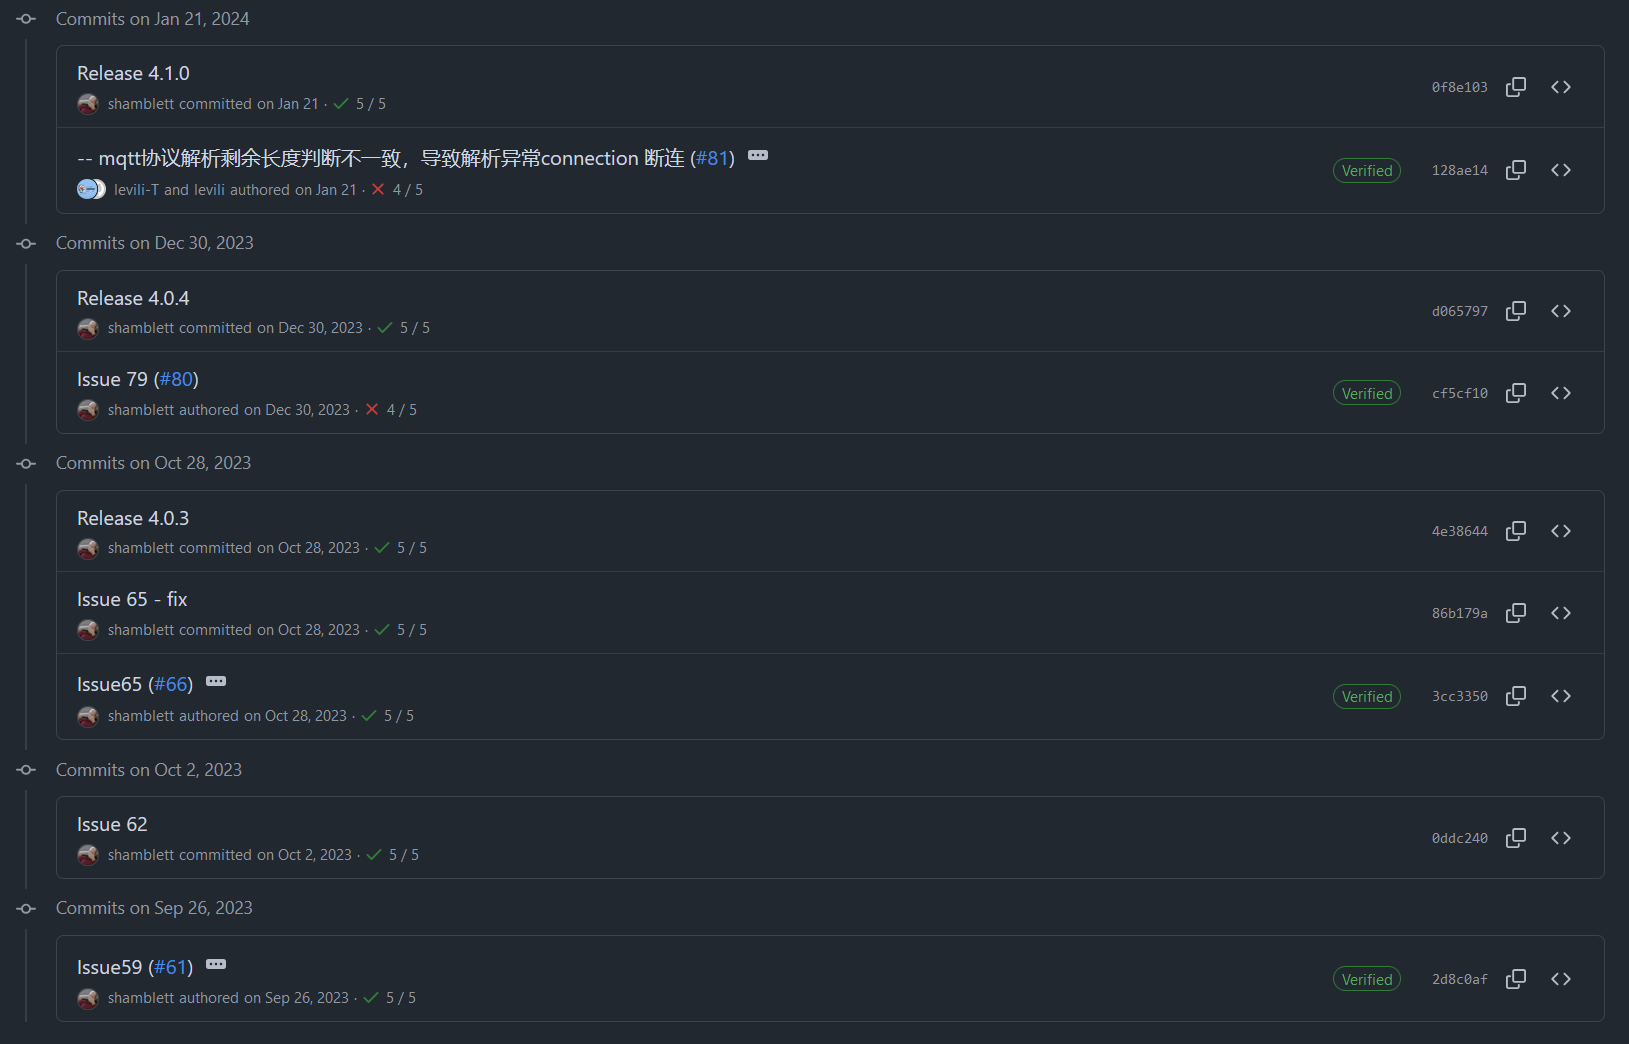 Commits on Jan 21, 2024
Release 4.1.0
0f8e103
shamblett committed on Jan 21 · 5 / 5
-- mqtt协议解析剩余长度判断不一致，导致解析异常connection 断连 (#81)
Verified 128ae14
levili-T and levili authored on Jan 21 · 4 / 5
Commits on Dec 30, 2023
Release 4.0.4
d065797
shamblett committed on Dec 30, 2023 · 5 / 5
Issue 79 (#80)
Verified cf5cf10
shamblett authored on Dec 30, 2023 · 4 / 5
Commits on Oct 28, 2023
Release 4.0.3
4e38644
shamblett committed on Oct 28, 2023 · 5 / 5
Issue 65 - fix
86b179a
shamblett committed on Oct 28, 2023 · 5 / 5
Issue65 (#66)
Verified 3cc3350
shamblett authored on Oct 28, 2023 · 5 / 5
Commits on Oct 2, 2023
Issue 62
0ddc240
shamblett committed on Oct 2, 2023 · 5 / 5
Commits on Sep 26, 2023
Issue59 (#61)
Verified 2d8c0af
shamblett authored on Sep 26, 2023 · 5 / 5